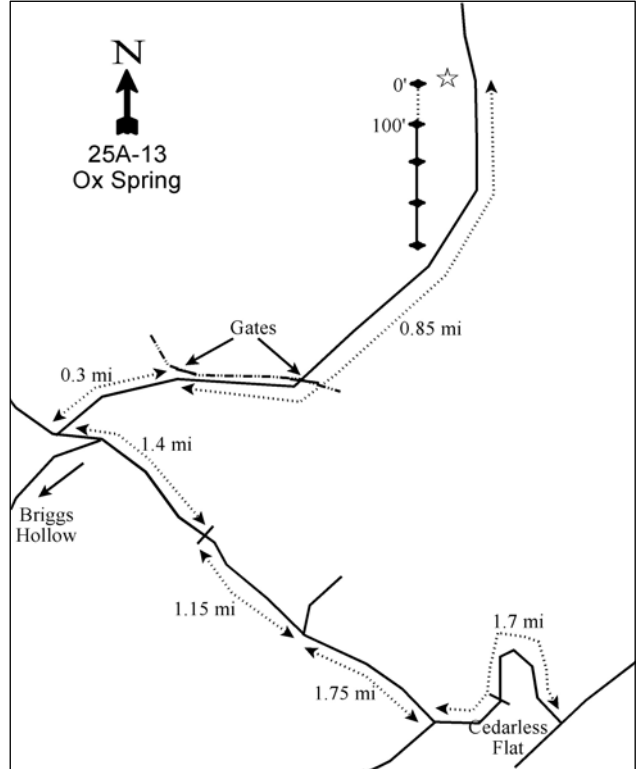 N
25A-13
Ox Spring
0'
100'
Gates
0.85 mi
0.3 mi
1.4 mi
Briggs
Hollow
1.15 mi
1.7 mi
1.75 mi
Cedarless
Flat